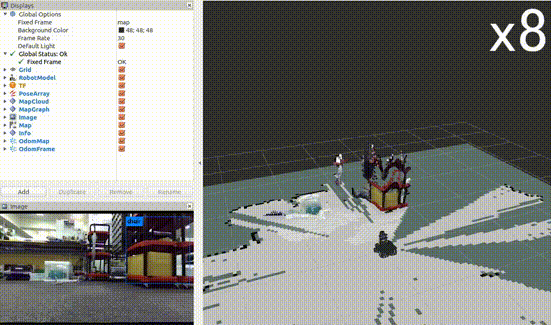 Displays
Global Options
Fixed Frame map
Background Color 48; 48; 48
Frame Rate 30
Default Light
Global Status: Ok
Fixed Frame OK
Grid
RobotModel
TF
PoseArray
MapCloud
MapGraph
Image
Map
Info
OdomMap
OdomFrame
Add Duplicate Remove Rename
Image
chair
x8